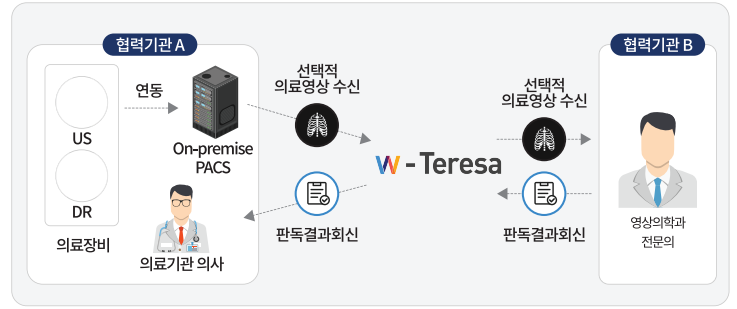 협력기관 A
US
DR
의료장비
연동
On-premise
PACS
의료기관 의사
선택적
의료영상 수신
판독결과회신
W - Teresa
선택적
의료영상 수신
판독결과회신
협력기관 B
영상의학과
전문의